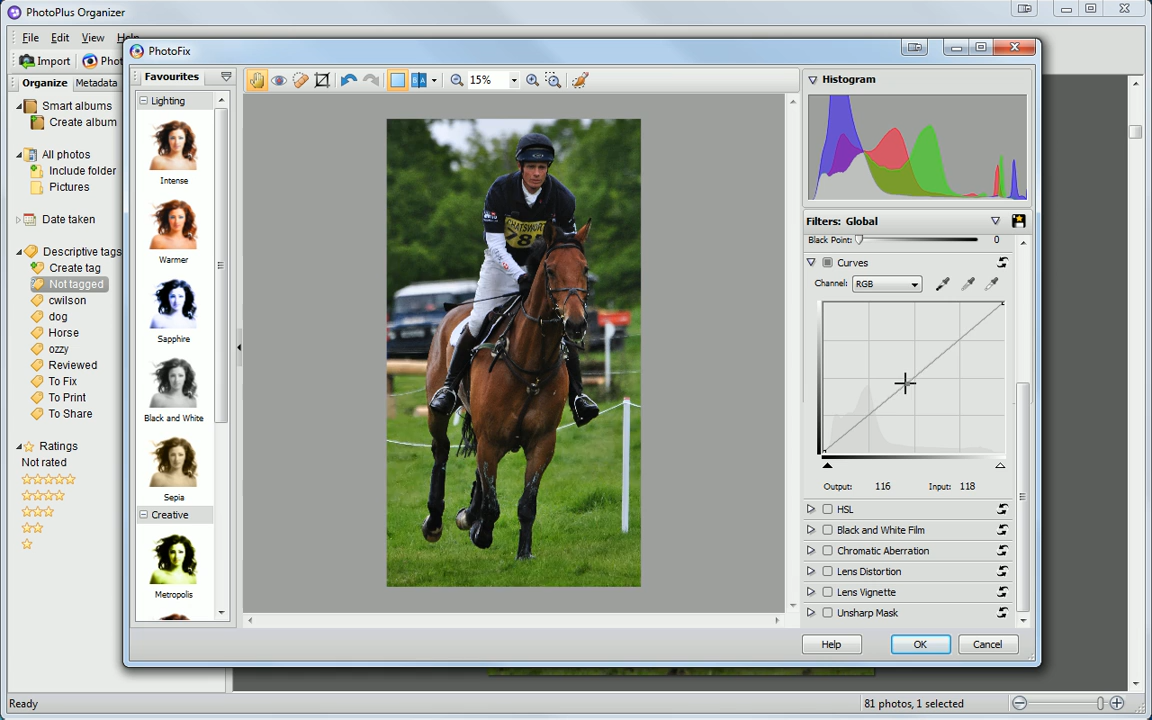 PhotoPlus Organizer
File Edit View Help
Import Phot
Organize Metadata
Smart albums
Create album
All photos
Include folder
Pictures
Date taken
Descriptive tags
Create tag
Not tagged
cwilson
dog
Horse
ozzy
Reviewed
To Fix
To Print
To Share
Ratings
Not rated
PhotoFix
Favourites
15%
Lighting
Intense
Warmer
Sapphire
Black and White
Sepia
Creative
Metropolis
CHATSWORTH
Histogram
Filters: Global
Black Point: 0
Curves
Channel: RGB
Output: 116 Input: 118
HSL
Black and White Film
Chromatic Aberration
Lens Distortion
Lens Vignette
Unsharp Mask
Help OK Cancel
Ready
81 photos, 1 selected